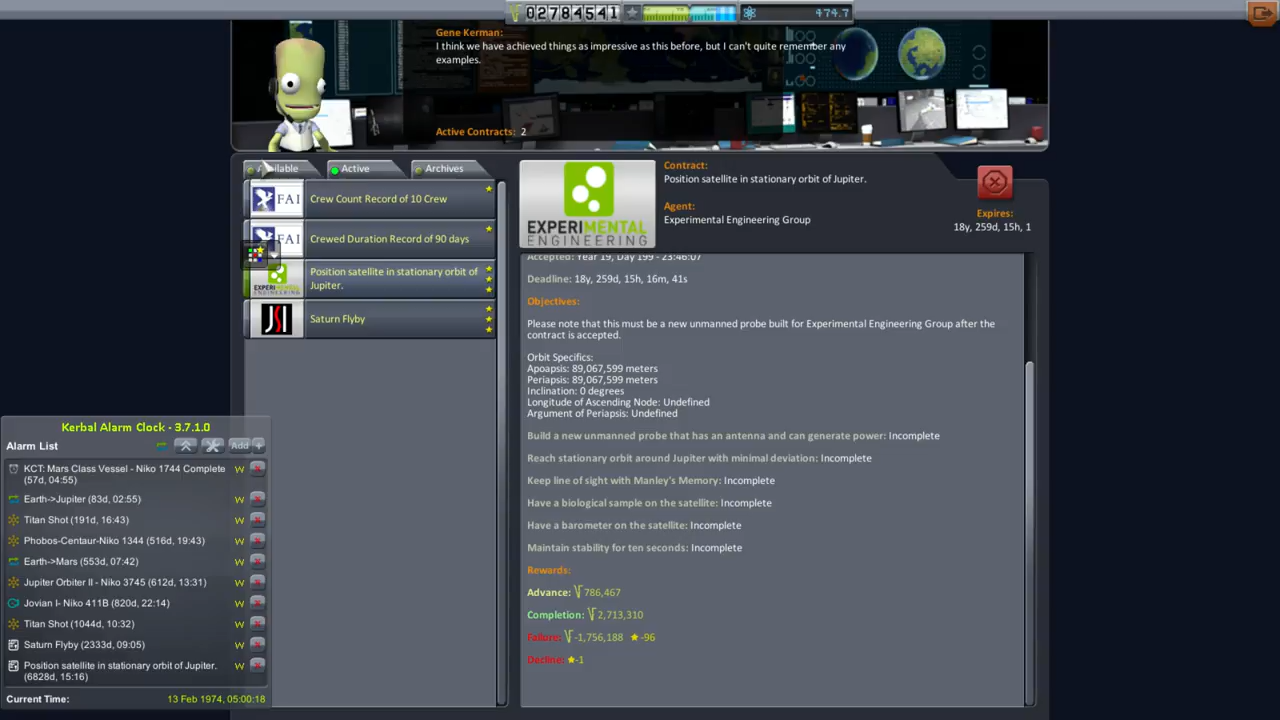 02784541
474.7
Gene Kerman:
I think we have achieved things as impressive as this before, but I can't quite remember any
examples.
Active Contracts: 2
Available
Active
Archives
FAI
Crew Count Record of 10 Crew
FAI
Crewed Duration Record of 90 days
Position satellite in stationary orbit of
Jupiter.
JSI
Saturn Flyby
EXPERIMENTAL
ENGINEERING
Contract:
Position satellite in stationary orbit of Jupiter.
Agent:
Experimental Engineering Group
Expires:
18y, 259d, 15h, 1
Accepted: Year 19, Day 199 - 23:46:07
Deadline: 18y, 259d, 15h, 16m, 41s
Objectives:
Please note that this must be a new unmanned probe built for Experimental Engineering Group after the
contract is accepted.
Orbit Specifics:
Apoapsis: 89,067,599 meters
Periapsis: 89,067,599 meters
Inclination: 0 degrees
Longitude of Ascending Node: Undefined
Argument of Periapsis: Undefined
Build a new unmanned probe that has an antenna and can generate power: Incomplete
Reach stationary orbit around Jupiter with minimal deviation: Incomplete
Keep line of sight with Manley's Memory: Incomplete
Have a biological sample on the satellite: Incomplete
Have a barometer on the satellite: Incomplete
Maintain stability for ten seconds: Incomplete
Rewards:
Advance: 786,467
Completion: 2,713,310
Failure: -1,756,188 -96
Decline: -1
Kerbal Alarm Clock - 3.7.1.0
Alarm List
Add +
KCT: Mars Class Vessel - Niko 1744 Complete
(57d, 04:55)
W
Earth->Jupiter (83d, 02:55)
W
Titan Shot (191d, 16:43)
W
Phobos-Centaur-Niko 1344 (516d, 19:43)
W
Earth->Mars (553d, 07:42)
W
Jupiter Orbiter II - Niko 3745 (612d, 13:31)
W
Jovian I- Niko 411B (820d, 22:14)
W
Titan Shot (1044d, 10:32)
W
Saturn Flyby (2333d, 09:05)
W
Position satellite in stationary orbit of Jupiter.
(6828d, 15:16)
W
Current Time:
13 Feb 1974, 05:00:18